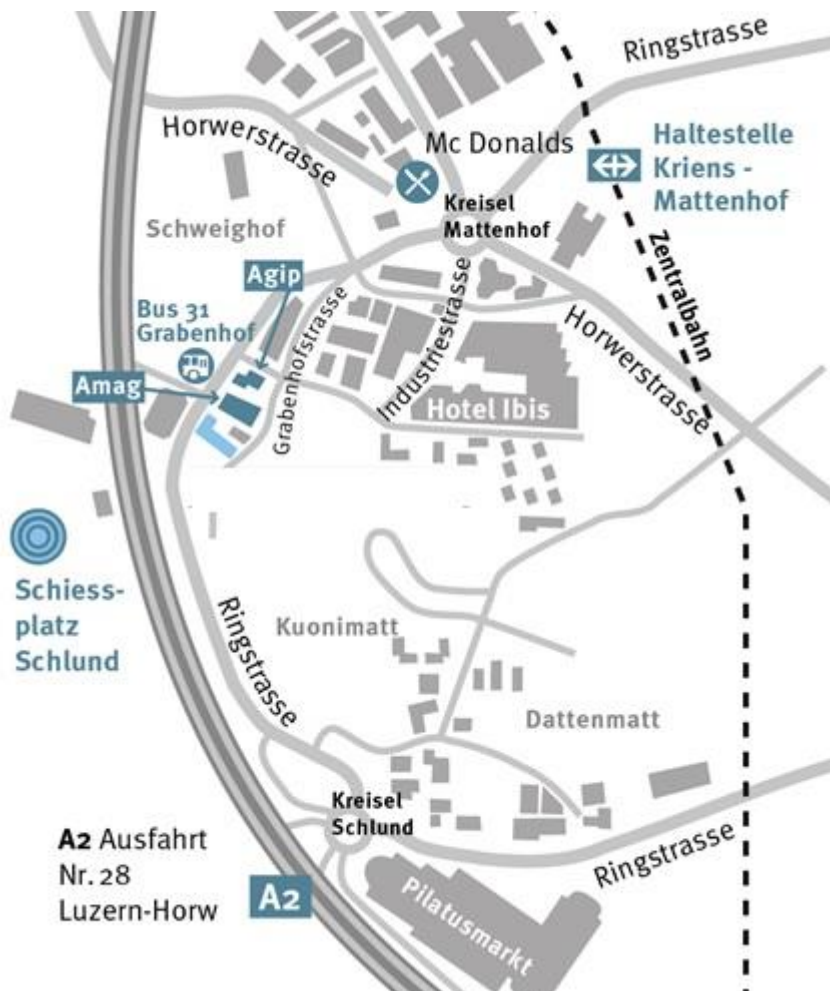 Ringstrasse
Horwerstrasse
Mc Donalds
Haltestelle
Kriens -
Mattenhof
Kreisel
Mattenhof
Schweighof
Zentralbahn
Agip
Bus 31
Grabenhof
Grabenhofstrasse
Industriestrasse
Horwerstrasse
Amag
Hotel Ibis
Schiess-
platz
Schlund
Ringstrasse
Kuonimatt
Dattenmatt
Kreisel
Schlund
A2 Ausfahrt
Nr. 28
Luzern-Horw
A2
Ringstrasse
Pilatusmarkt